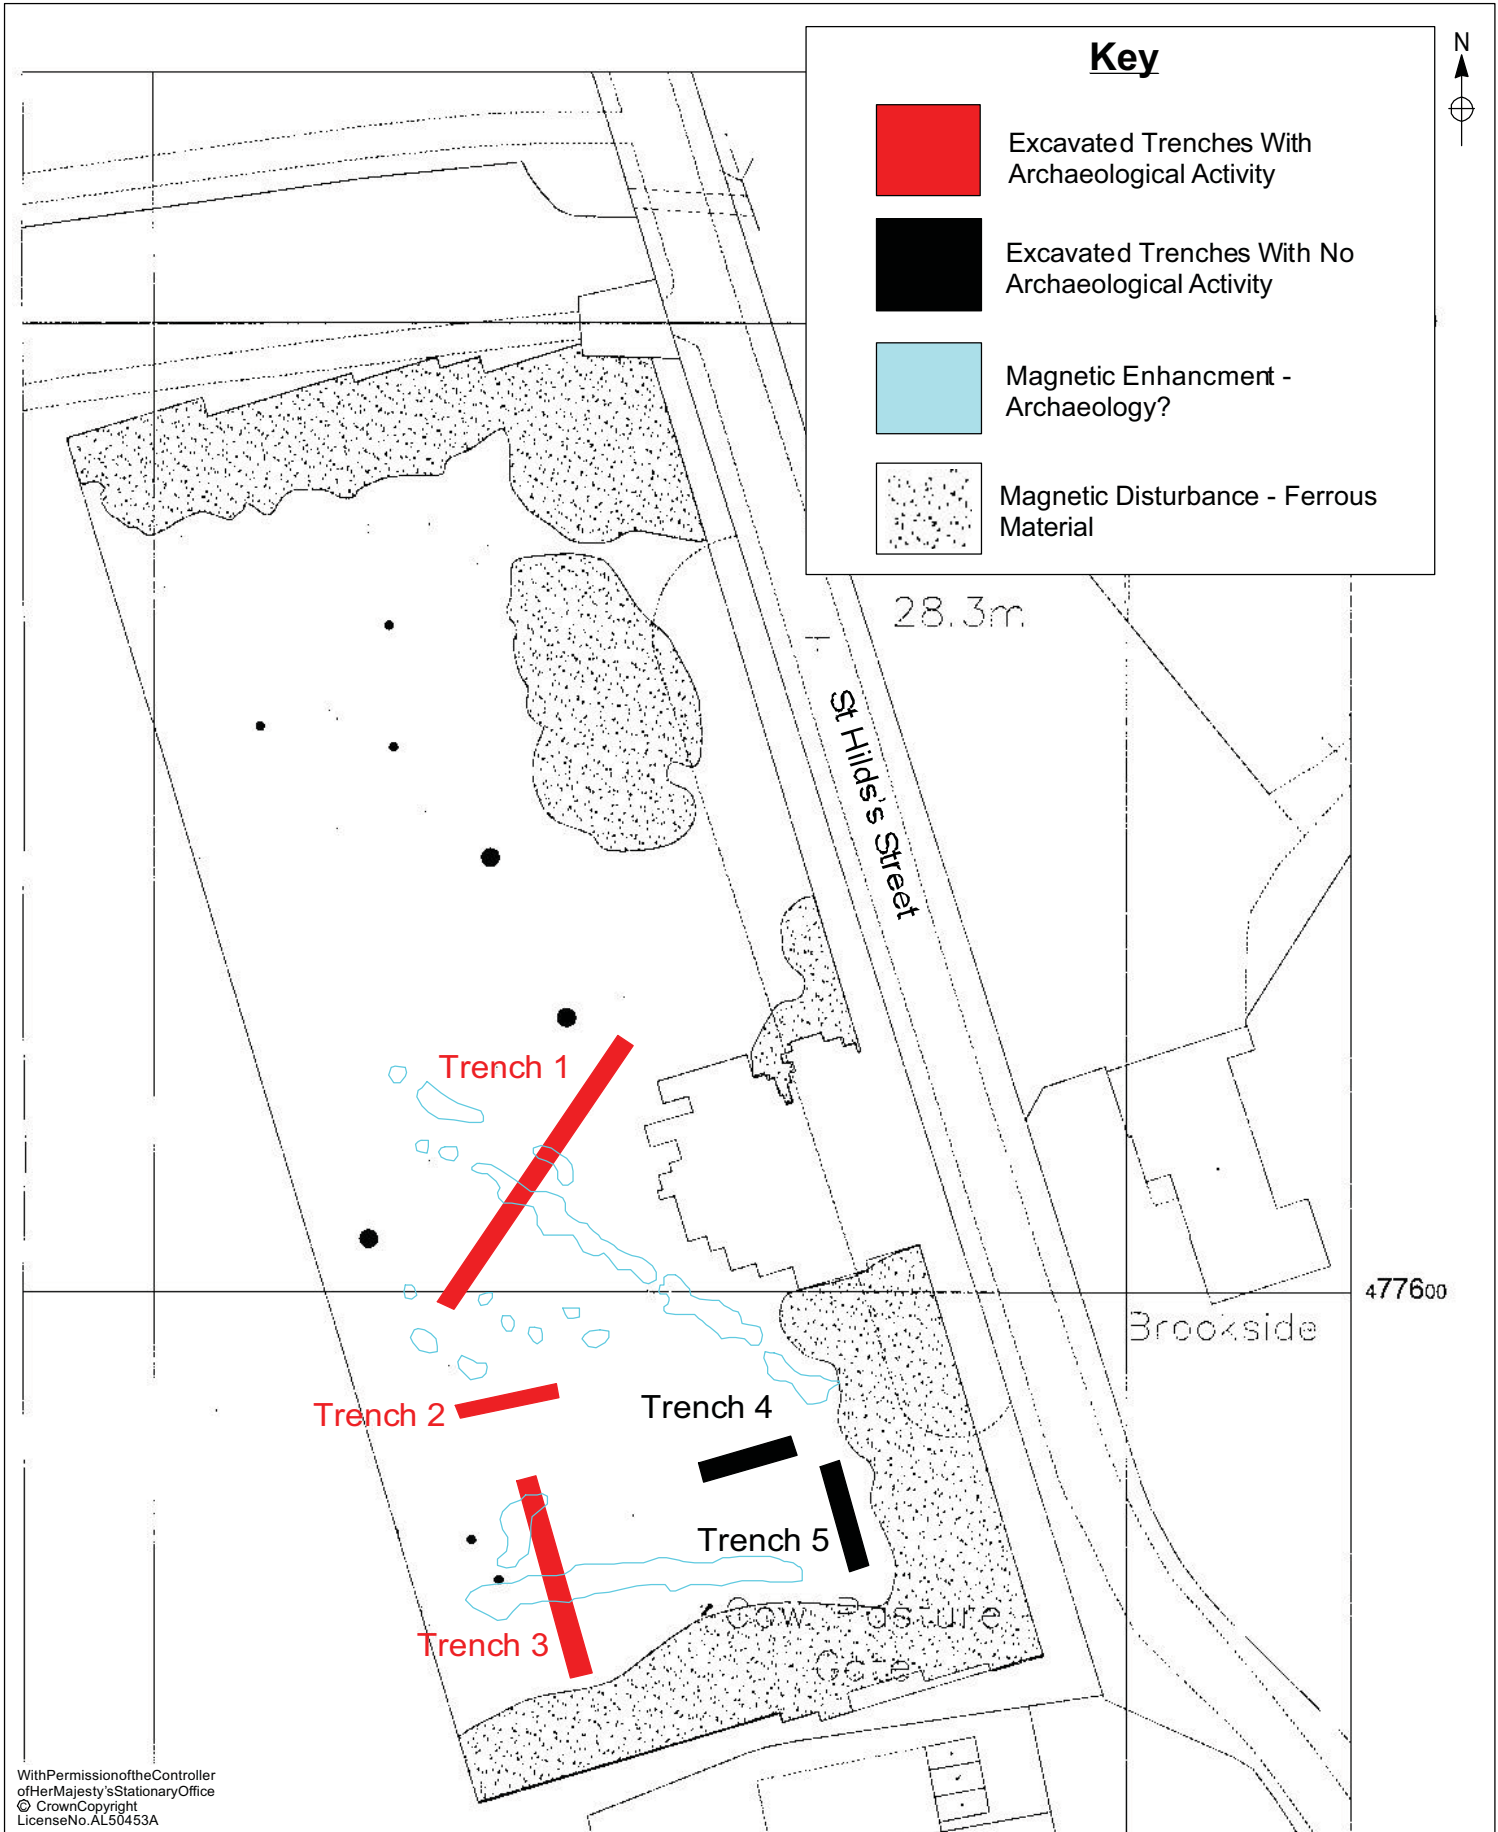 Key
N
Excavated Trenches With
Archaeological Activity
Excavated Trenches With No
Archaeological Activity
Magnetic Enhancment -
Archaeology?
Magnetic Disturbance - Ferrous
Material
28.3m
St Hilds's Street
Trench 1
477600
Brookside
Trench 2
Trench 4
Trench 5
Cow Pasture
Gate
Trench 3
WithPermissionoftheController
ofHerMajesty'sStationaryOffice
© CrownCopyright
LicenseNo.AL50453A